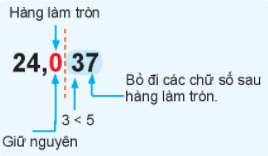 Hàng làm tròn
24,037
Bỏ đi các chữ số sau
hàng làm tròn.
3 < 5
Giữ nguyên